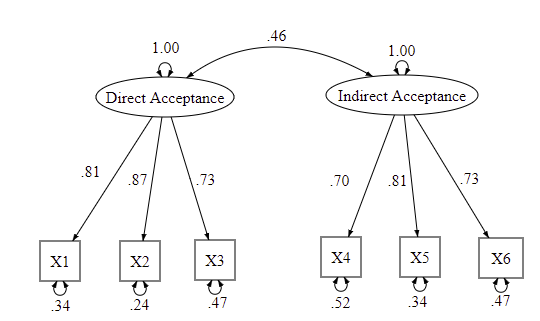 .46
1.00 1.00
Direct Acceptance Indirect Acceptance
.81 .87 .73 .70 .81 .73
X1 X2 X3 X4 X5 X6
.34 .24 .47 .52 .34 .47